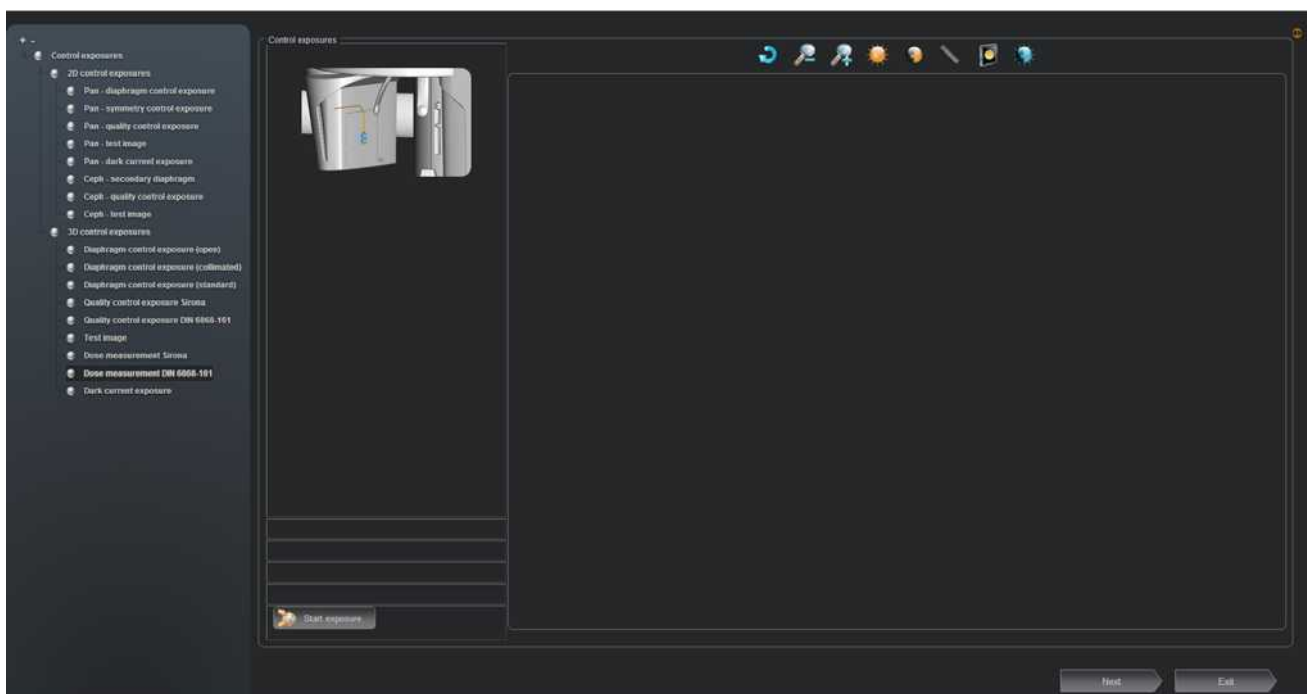 + -
Control exposures
2D control exposures
Pan - diaphragm control exposure
Pan - symmetry control exposure
Pan - quality control exposure
Pan - test image
Pan - dark current exposure
Ceph - secondary diaphragm
Ceph - quality control exposure
Ceph - test image
3D control exposures
Diaphragm control exposure (open)
Diaphragm control exposure (collimated)
Diaphragm control exposure (standard)
Quality control exposure Sirona
Quality control exposure DIN 6868-161
Test image
Dose measurement Sirona
Dose measurement DIN 6868-161
Dark current exposure
Control exposures
Start exposure
Next
Exit